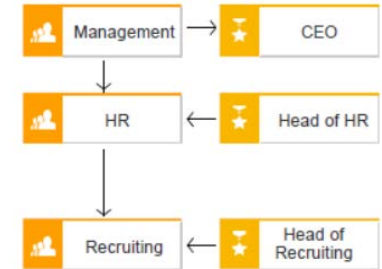 Management
CEO
HR
Head of HR
Recruiting
Head of
Recruiting